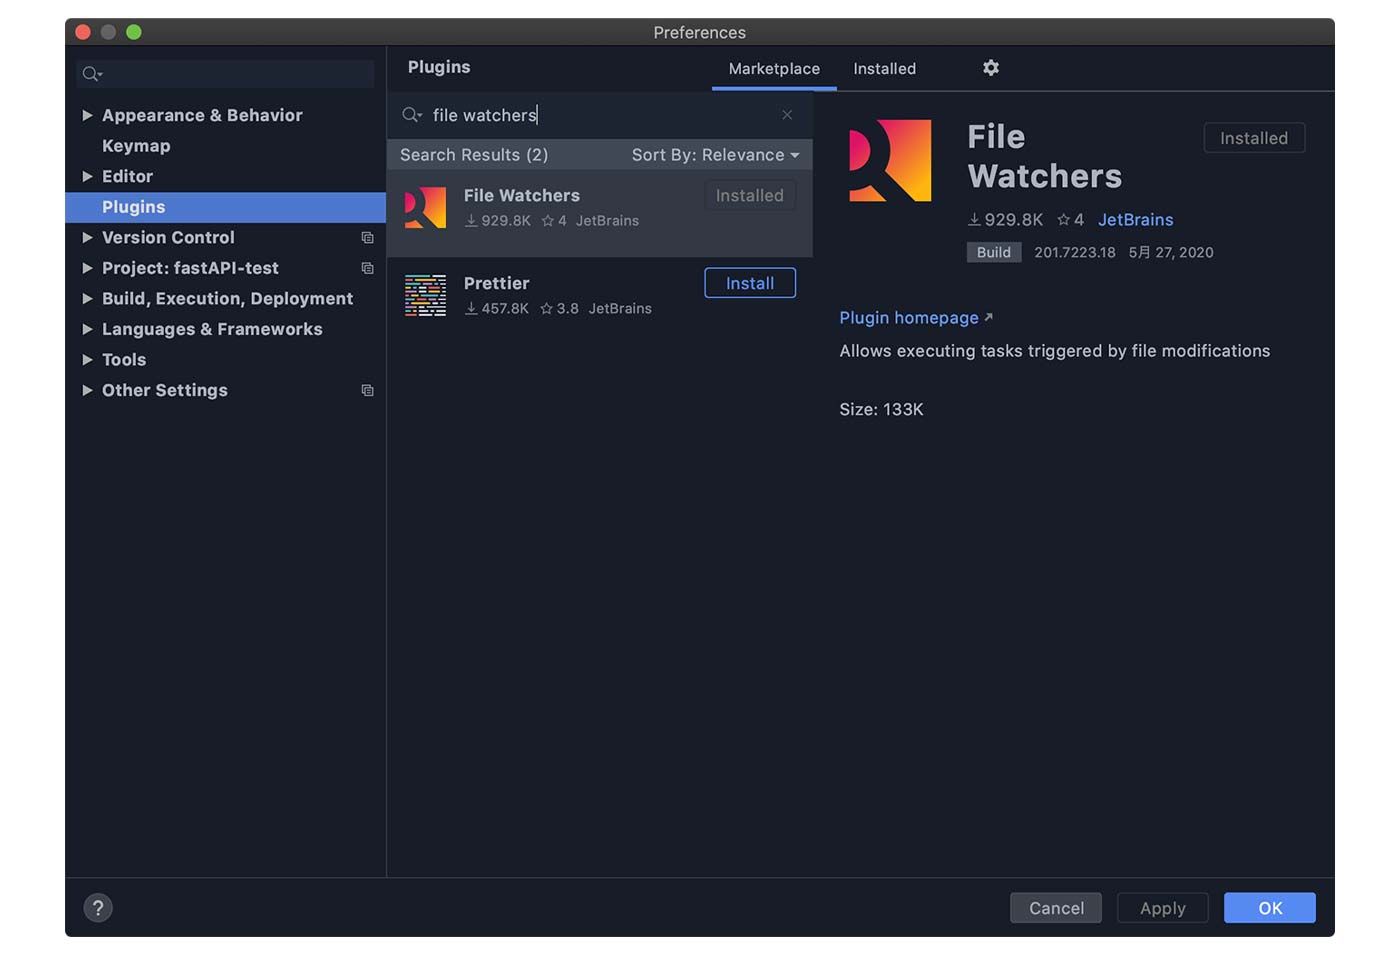 Preferences
Appearance & Behavior
Keymap
Editor
Plugins
Version Control
Project: fastAPI-test
Build, Execution, Deployment
Languages & Frameworks
Tools
Other Settings
Plugins
Marketplace
Installed
file watchers
Search Results (2)
Sort By: Relevance
File Watchers
Installed
929.8K 4 JetBrains
Prettier
Install
457.8K 3.8 JetBrains
File
Watchers
Installed
929.8K 4 JetBrains
Build 201.7223.18 5月 27, 2020
Plugin homepage
Allows executing tasks triggered by file modifications
Size: 133K
?
Cancel
Apply
OK